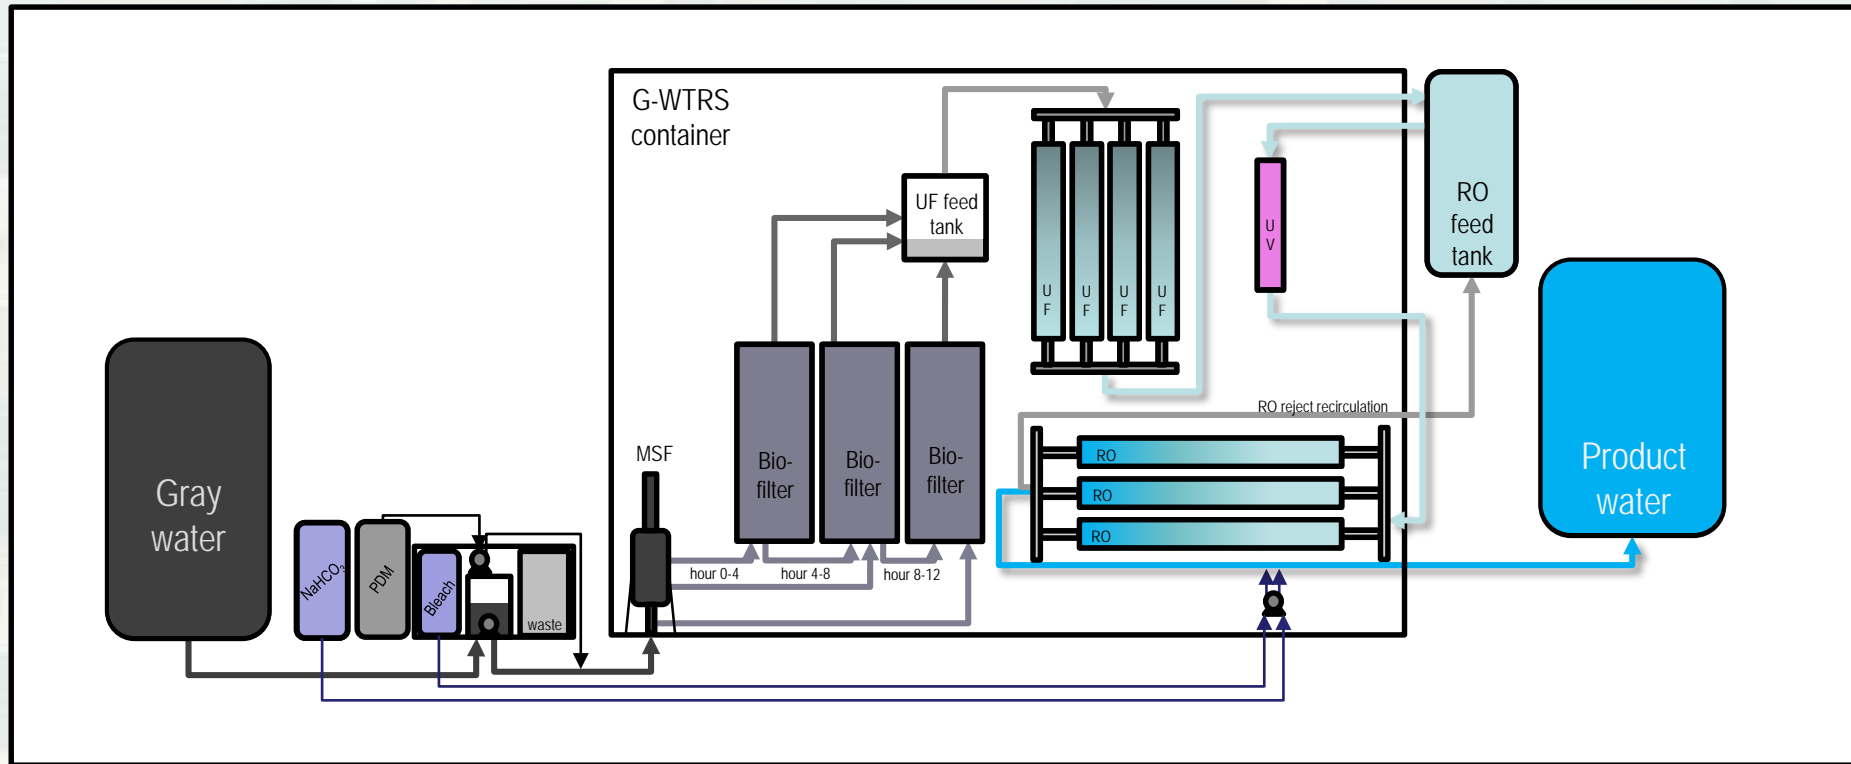 G-WTRS
container
UF feed
tank
U
F
U
F
U
F
U
F
U
V
RO
feed
tank
RO reject recirculation
Gray
water
NaHCO₃
PDM
Bleach
waste
MSF
Bio-
filter
Bio-
filter
Bio-
filter
hour 0-4
hour 4-8
hour 8-12
RO
RO
RO
Product
water